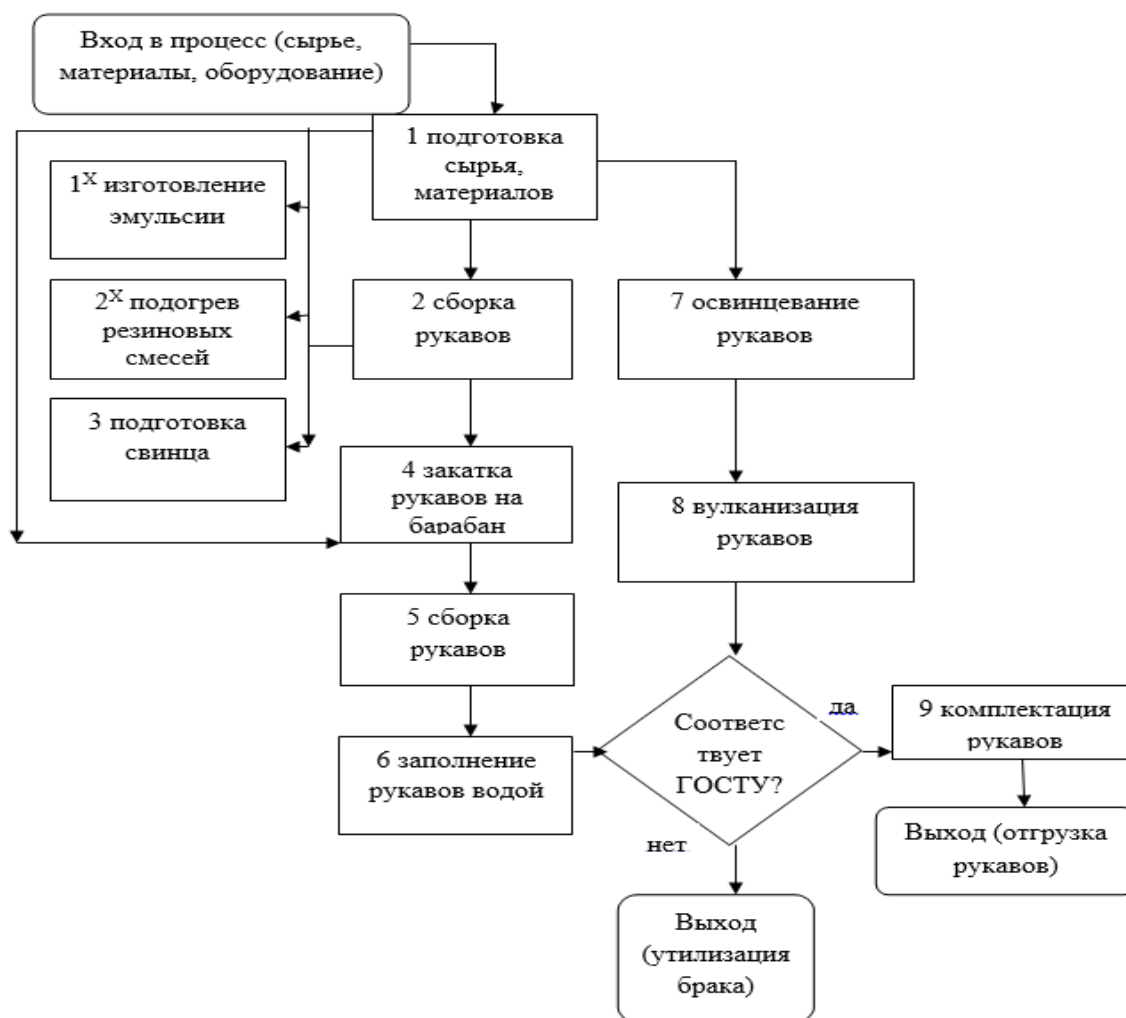 Вход в процесс (сырье,
материалы, оборудование)
1 подготовка
сырья,
материалов
1X изготовление
эмульсии
2X подогрев
резиновых
смесей
2 сборка
рукавов
7 освинцевание
рукавов
3 подготовка
свинца
4 закатка
рукавов на
барабан
8 вулканизация
рукавов
5 сборка
рукавов
6 заполнение
рукавов водой
Соответс
твует
ГОСТУ?
да
9 комплектация
рукавов
Выход (отгрузка
рукавов)
нет
Выход
(утилизация
брака)